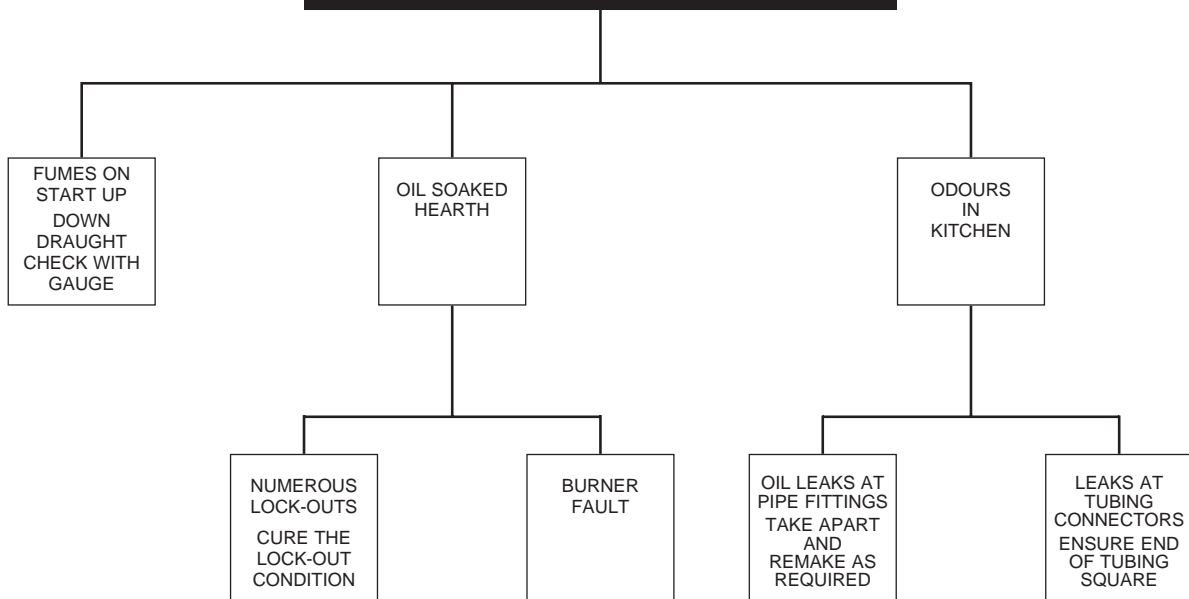 FUMES ON
START UP
DOWN
DRAUGHT
CHECK WITH
GAUGE
OIL SOAKED
HEARTH
ODOURS
IN
KITCHEN
NUMEROUS
LOCK-OUTS
CURE THE
LOCK-OUT
CONDITION
BURNER
FAULT
OIL LEAKS AT
PIPE FITTINGS
TAKE APART
AND
REMAKE AS
REQUIRED
LEAKS AT
TUBING
CONNECTORS
ENSURE END
OF TUBING
SQUARE